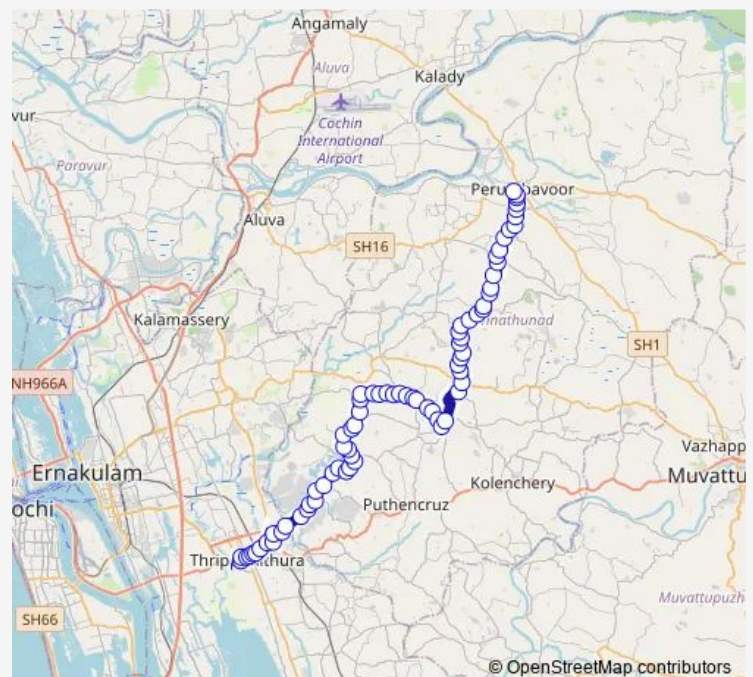 Angamaly
Kalady
Aluva
vur
Cochin
International
Airport
Paravur
Aluva
SH16
Kalamassery
SH1
NH966A
Vazhapp
Ernakulam
Muvattu
ochi
Kolenchery
Puthencruz
Muvattupuzh
SH66
© OpenStreetMap contributors